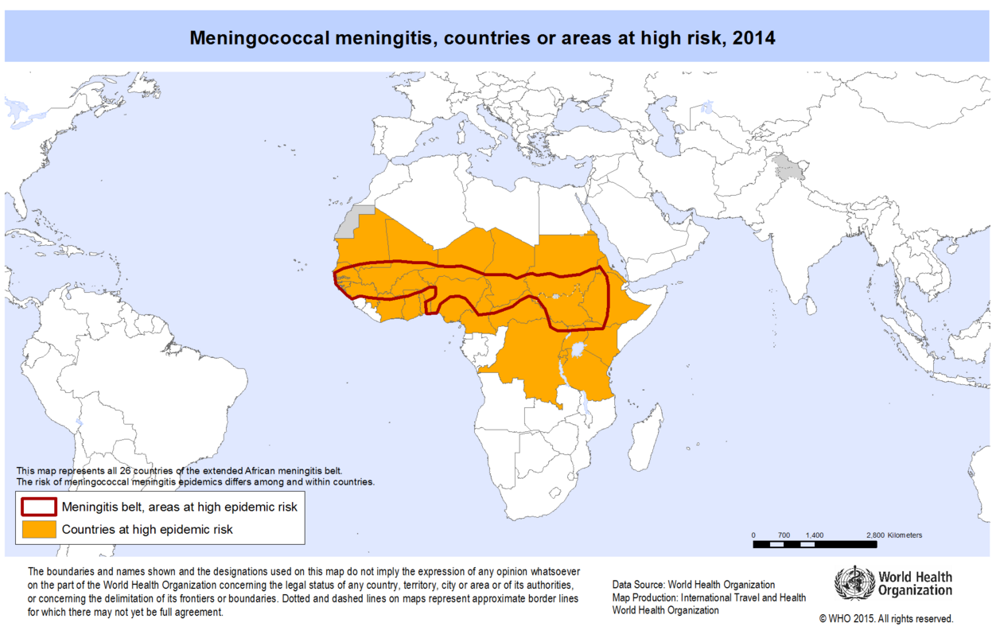 Meningococcal meningitis, countries or areas at high risk, 2014
This map represents all 26 countries of the extended African meningitis belt.
The risk of meningococcal meningitis epidemics differs among and within countries.
Meningitis belt, areas at high epidemic risk
Countries at high epidemic risk
0 700 1,400 2,800 Kilometers
The boundaries and names shown and the designations used on this map do not imply the expression of any opinion whatsoever
on the part of the World Health Organization concerning the legal status of any country, territory, city or area or of its authorities,
or concerning the delimitation of its frontiers or boundaries. Dotted and dashed lines on maps represent approximate border lines
for which there may not yet be full agreement.
Data Source: World Health Organization
Map Production: International Travel and Health
World Health Organization
World Health
Organization
© WHO 2015. All rights reserved.